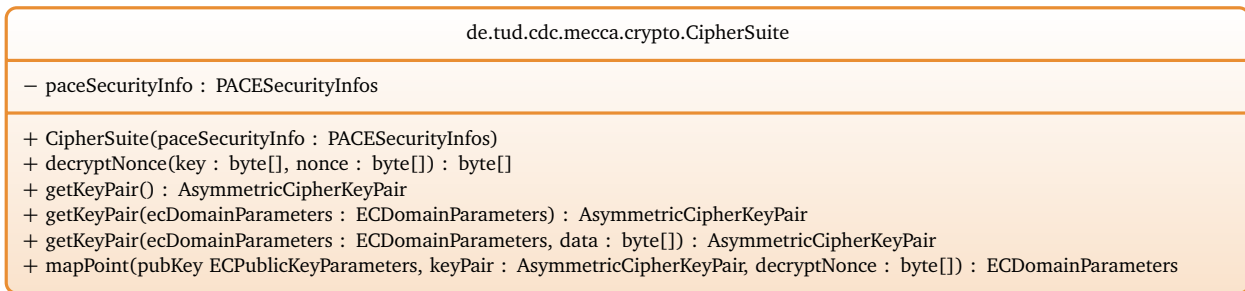 de.tud.cdc.mecca.crypto.CipherSuite
− paceSecurityInfo : PACESecurityInfos
+ CipherSuite(paceSecurityInfo : PACESecurityInfos)
+ decryptNonce(key : byte[], nonce : byte[]) : byte[]
+ getKeyPair() : AsymmetricCipherKeyPair
+ getKeyPair(ecDomainParameters : ECDomainParameters) : AsymmetricCipherKeyPair
+ getKeyPair(ecDomainParameters : ECDomainParameters, data : byte[]) : AsymmetricCipherKeyPair
+ mapPoint(pubKey ECPublicKeyParameters, keyPair : AsymmetricCipherKeyPair, decryptNonce : byte[]) : ECDomainParameters